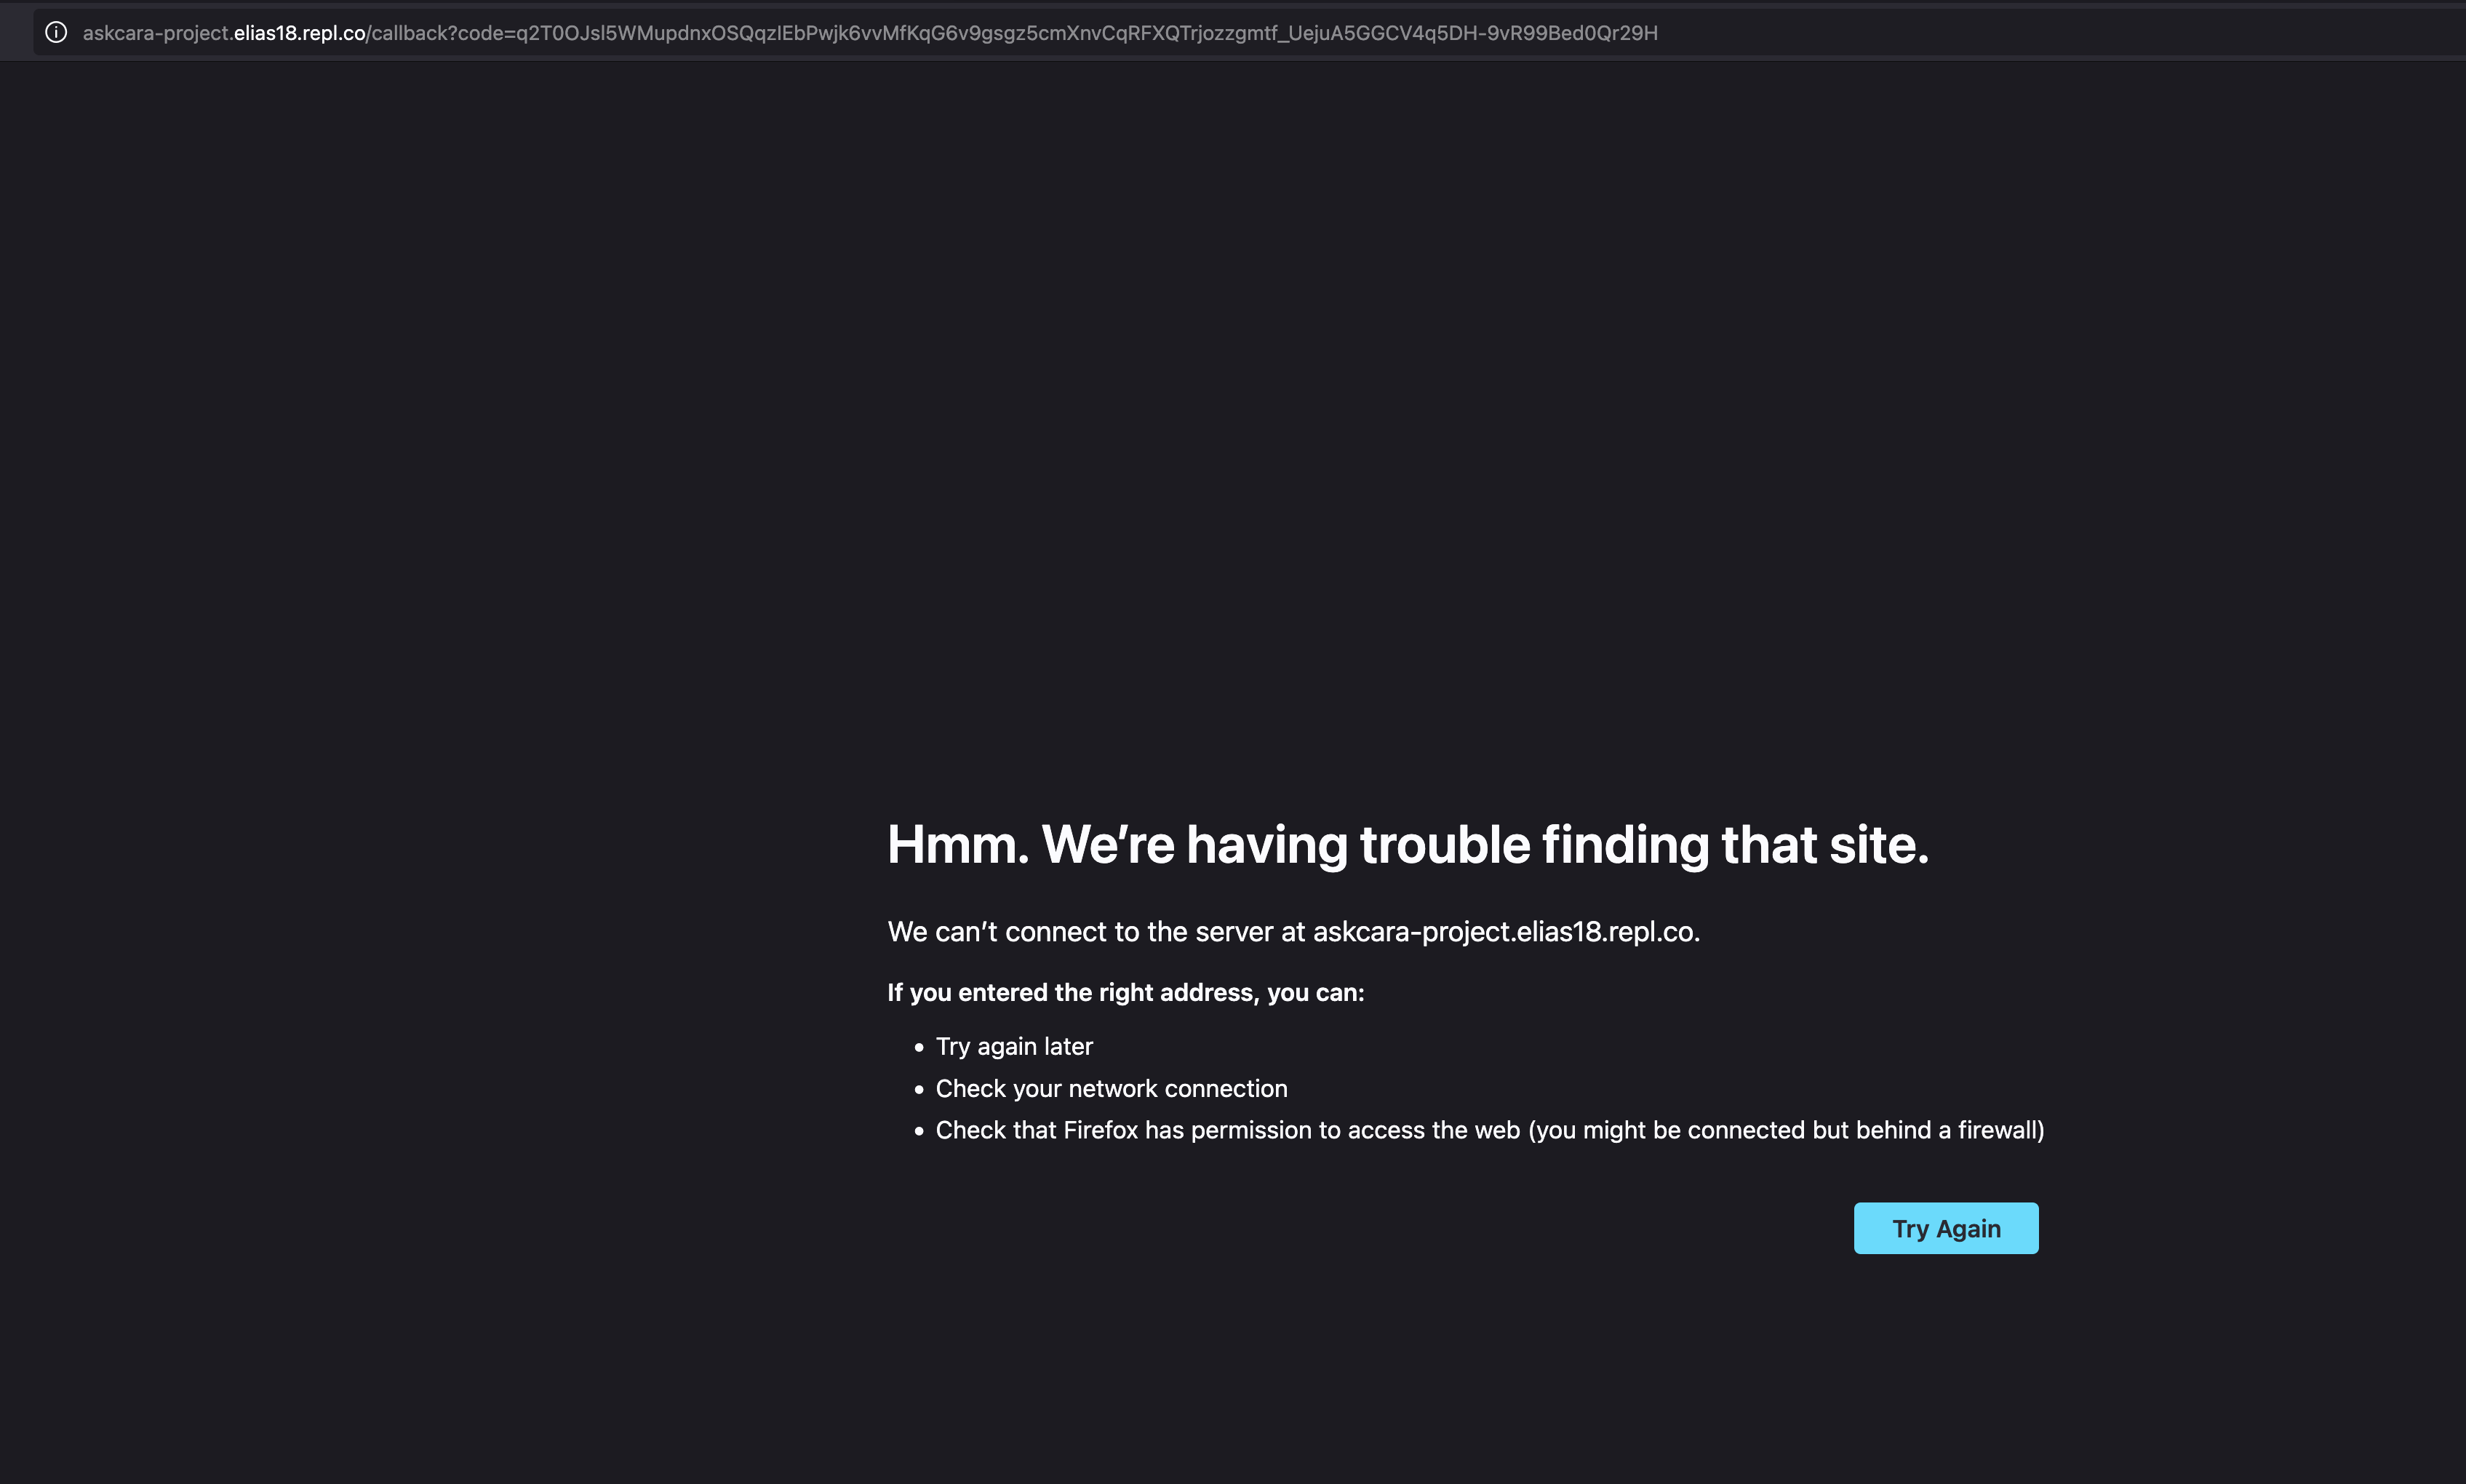 askcara-project.elias18.repl.co/callback?code=q2T0OJsl5WMupdnxOSQqzlEbPwjk6vvMfKqG6v9gsgz5cmXnvCqRFXQTrjozzgmtf_UejuA5GGCV4q5DH-9vR99Bed0Qr29H
Hmm. We’re having trouble finding that site.
We can’t connect to the server at askcara-project.elias18.repl.co.
If you entered the right address, you can:
• Try again later
• Check your network connection
• Check that Firefox has permission to access the web (you might be connected but behind a firewall)
Try Again